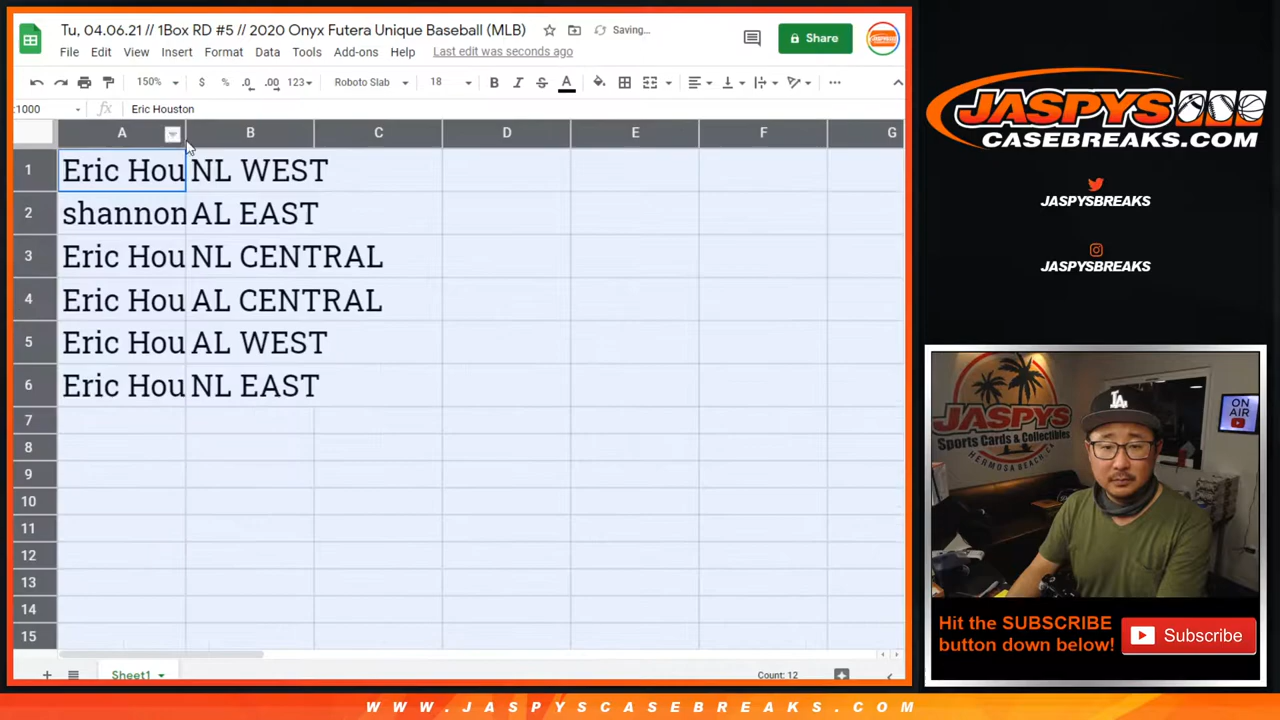 Tu, 04.06.21 // 1Box RD #5 // 2020 Onyx Futera Unique Baseball (MLB)
Saving...
File Edit View Insert Format Data Tools Add-ons Help Last edit was seconds ago
Share
150% $ % .0 .00 123 Roboto Slab 18 B I S A
:1000 fx Eric Houston
A B C D E F G
1 Eric Hou NL WEST
2 shannon AL EAST
3 Eric Hou NL CENTRAL
4 Eric Hou AL CENTRAL
5 Eric Hou AL WEST
6 Eric Hou NL EAST
7
8
9
10
11
12
13
14
15
Sheet1
Count: 12
JASPYS
CASEBREAKS.COM
JASPYSBREAKS
JASPYSBREAKS
JASPYS
Sports Cards & Collectibles
HERMOSA BEACH, CA
LA
ON
AIR
Hit the SUBSCRIBE
button down below!
Subscribe
WWW.JASPYSCASEBREAKS.COM